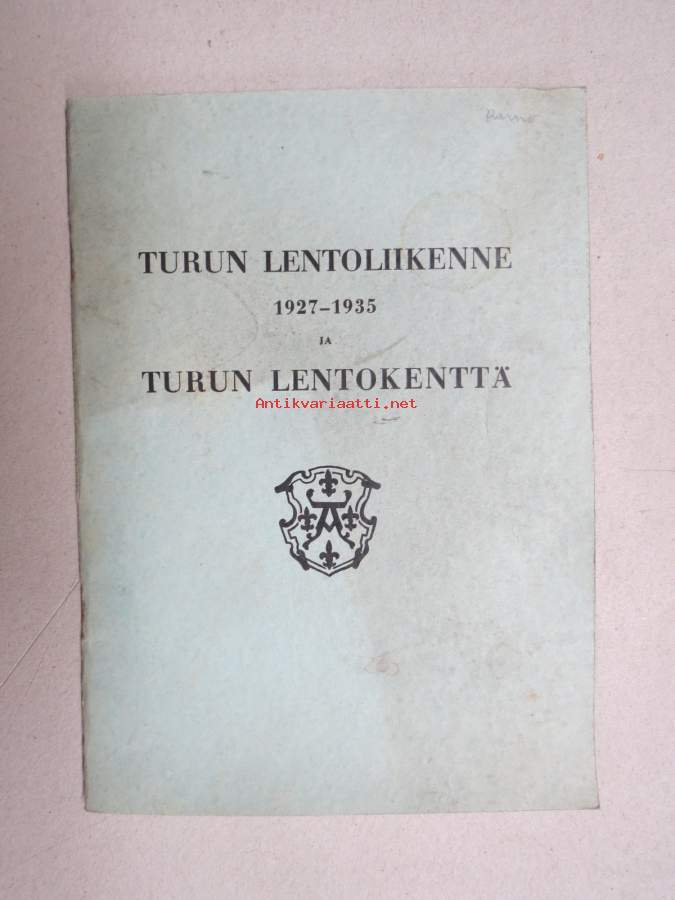 TURUN LENTOLIIKENNE
1927-1935
JA
TURUN LENTOKENTTÄ
Antikvariaatti.net
A